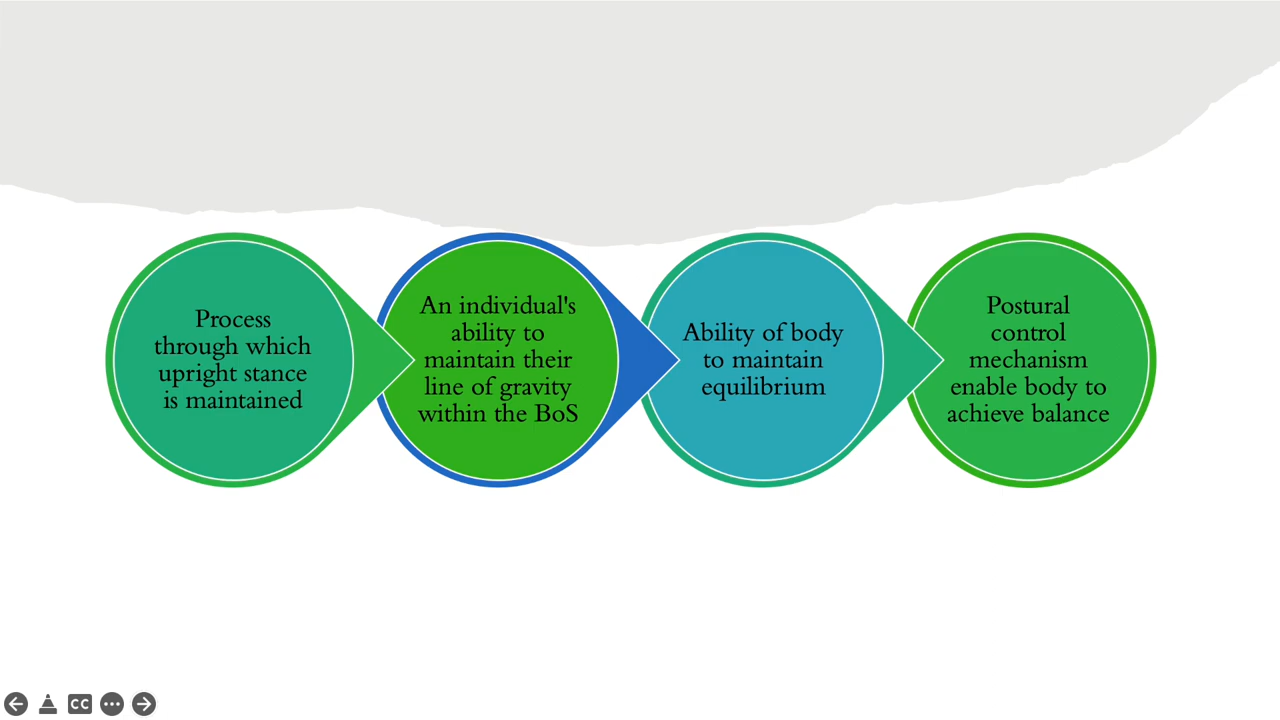 Process
through which
upright stance
is maintained
An individual's
ability to
maintain their
line of gravity
within the BoS
Ability of body
to maintain
equilibrium
Postural
control
mechanism
enable body to
achieve balance
CC